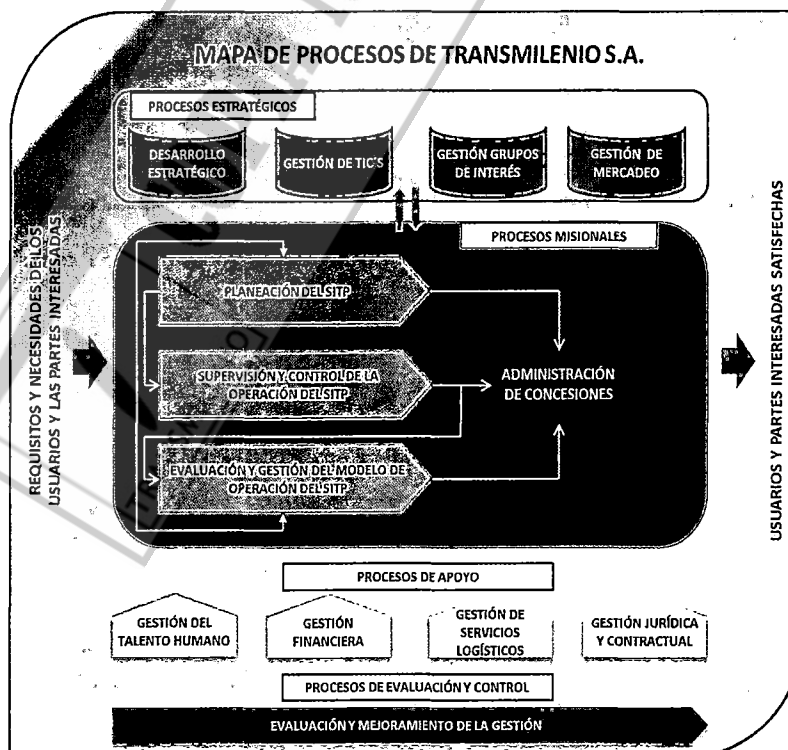 MAPA DE PROCESOS DE TRANSMILENIO S.A.
PROCESOS ESTRATÉGICOS
DESARROLLO
ESTRATÉGICO
GESTIÓN DE TICS
GESTIÓN GRUPOS
DE INTERÉS
GESTIÓN DE
MERCADEO
REQUISITOS Y NECESIDADES DE LOS
USUARIOS Y LAS PARTES INTERESADAS
PROCESOS MISIONALES
PLANEACIÓN DEL SITP
SUPERVISIÓN Y CONTROL DE LA
OPERACIÓN DEL SITP
EVALUACIÓN Y GESTIÓN DEL MODELO DE
OPERACIÓN DEL SITP
ADMINISTRACIÓN
DE CONCESIONES
USUARIOS Y PARTES INTERESADAS SATISFECHAS
PROCESOS DE APOYO
GESTIÓN DEL
TALENTO HUMANO
GESTIÓN
FINANCIERA
GESTIÓN DE
SERVICIOS
LOGÍSTICOS
GESTIÓN JURÍDICA
Y CONTRACTUAL
PROCESOS DE EVALUACIÓN Y CONTROL
EVALUACIÓN Y MEJORAMIENTO DE LA GESTIÓN